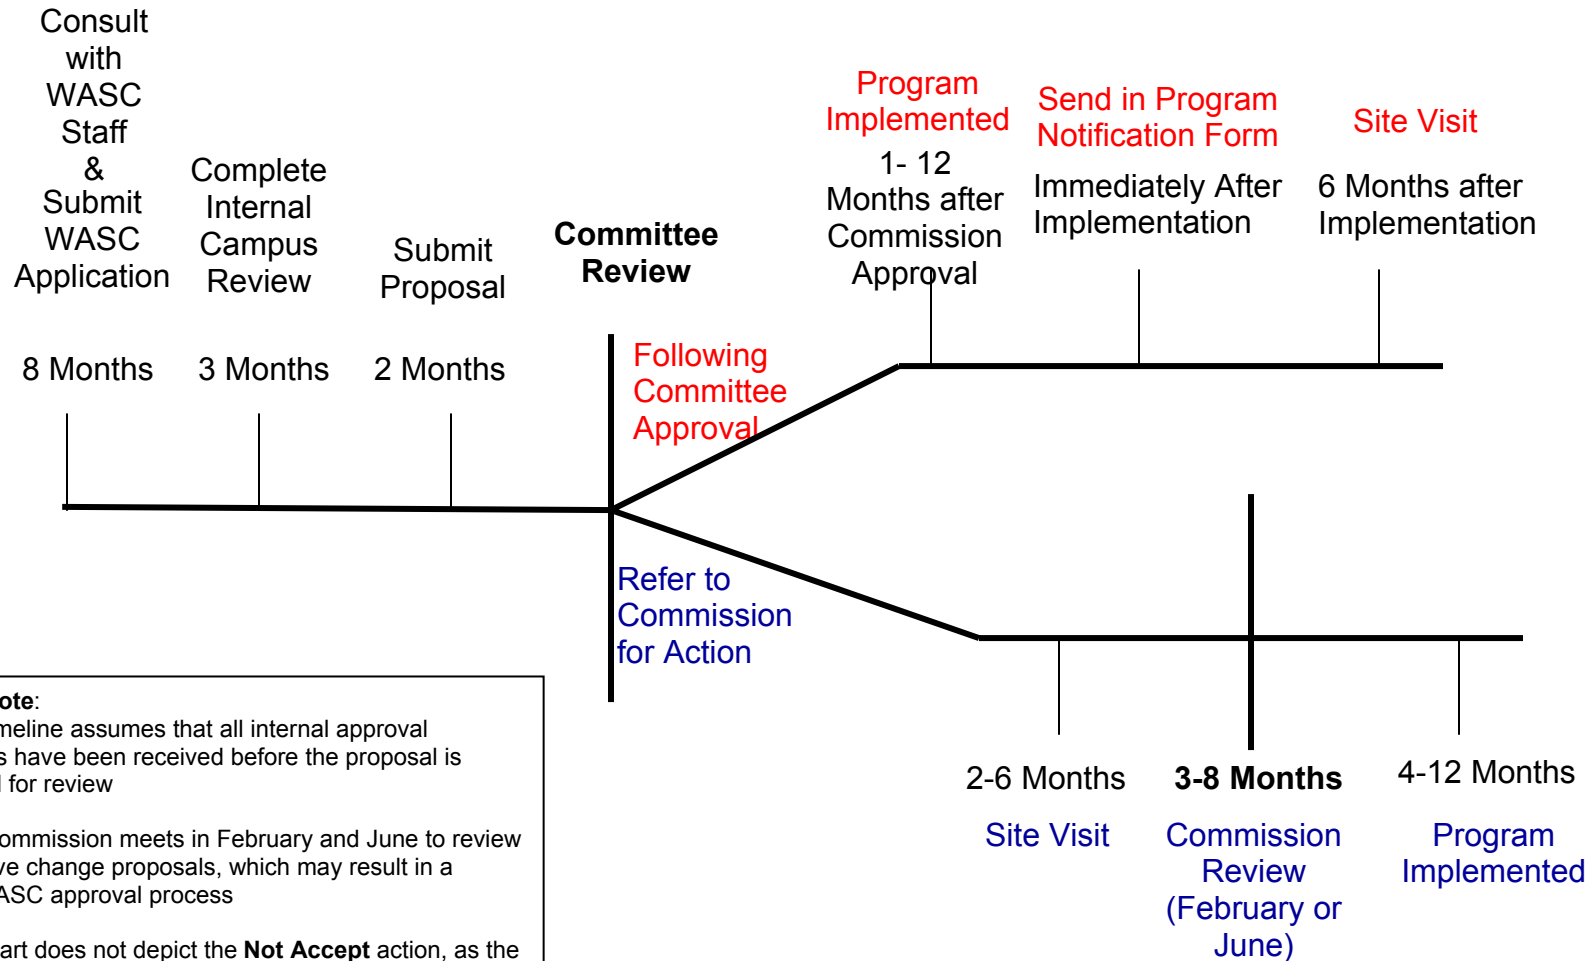 Consult
with
WASC
Staff
&
Submit
WASC
Application
8 Months
Complete
Internal
Campus
Review
3 Months
Submit
Proposal
2 Months
Committee
Review
Following
Committee
Approval
Program
Implemented
1- 12
Months after
Commission
Approval
Send in Program
Notification Form
Immediately After
Implementation
Site Visit
6 Months after
Implementation
Refer to
Commission
for Action
2-6 Months
Site Visit
3-8 Months
Commission
Review
(February or
June)
4-12 Months
Program
Implemented
ote:
meline assumes that all internal approval
s have been received before the proposal is
for review
ommission meets in February and June to review
ve change proposals, which may result in a
ASC approval process
art does not depict the Not Accept action, as the